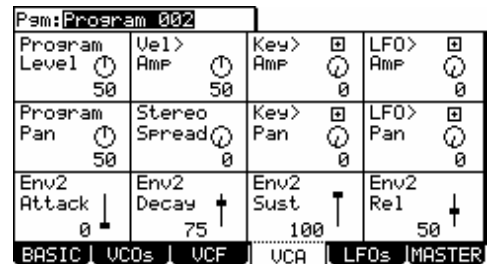 Pgm: Program 002
Program Level 50
Vel> Amp 50
Key> Amp 0
LFO> Amp 0
Program Pan 50
Stereo Spread 0
Key> Pan 0
LFO> Pan 0
Env2 Attack 0
Env2 Decay 75
Env2 Sust 100
Env2 Rel 50
BASIC VCOs VCF VCA LFOs MASTER